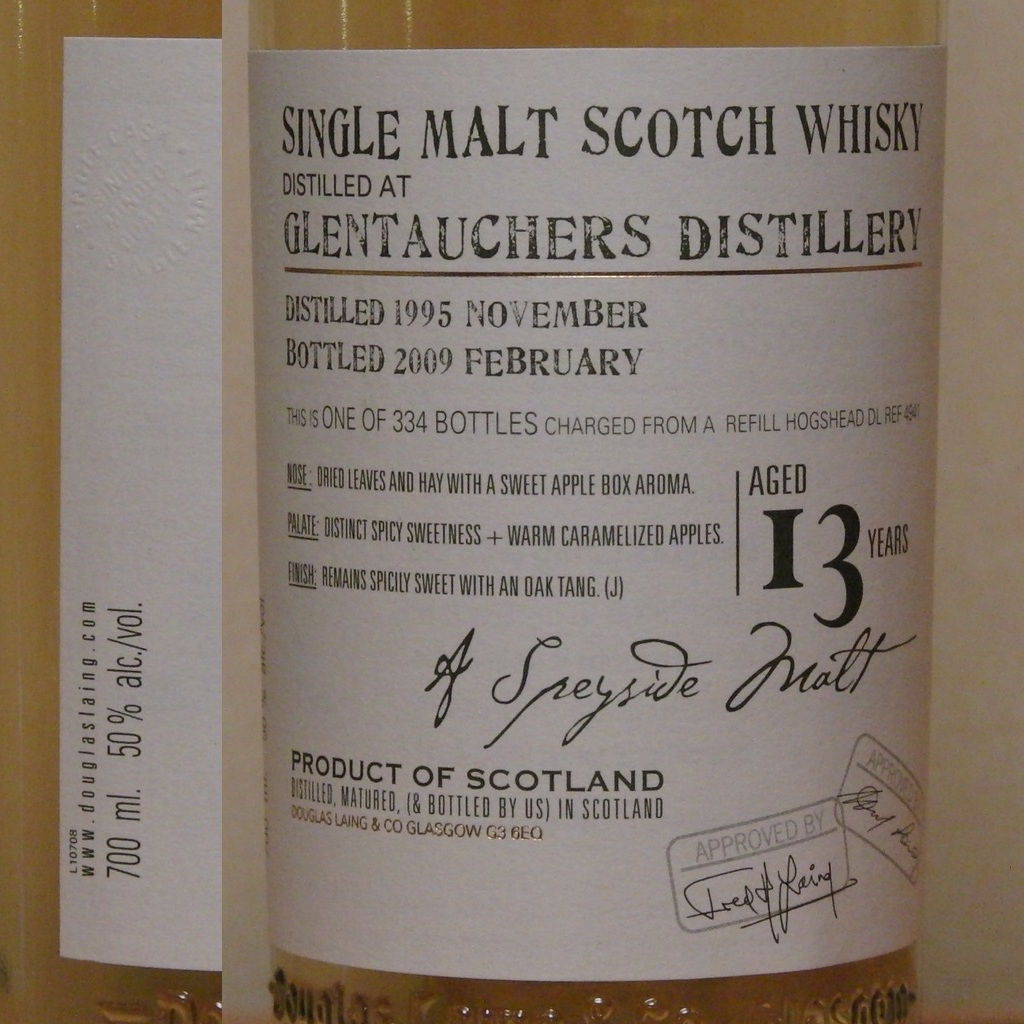 L10708
www.douglaslaing.com
700 ml. 50% alc./vol.
SINGLE MALT SCOTCH WHISKY
DISTILLED AT
GLENTAUCHERS DISTILLERY
DISTILLED 1995 NOVEMBER
BOTTLED 2009 FEBRUARY
THIS IS ONE OF 334 BOTTLES CHARGED FROM A REFILL HOGSHEAD DL REF 4941
NOSE: DRIED LEAVES AND HAY WITH A SWEET APPLE BOX AROMA.
PALATE: DISTINCT SPICY SWEETNESS + WARM CARAMELIZED APPLES.
FINISH: REMAINS SPICILY SWEET WITH AN OAK TANG. (J)
AGED
13 YEARS
A Speyside Malt
PRODUCT OF SCOTLAND
DISTILLED, MATURED, (& BOTTLED BY US) IN SCOTLAND
DOUGLAS LAING & CO GLASGOW G3 6EQ
APPROVED BY
Fred H Laing
APPROVED